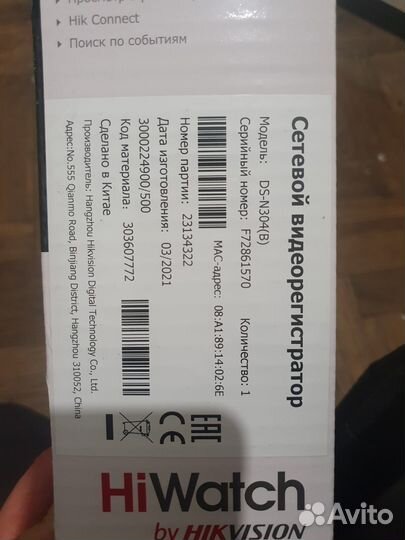 Hik Connect
Поиск по событиям
Сетевой видеорегистратор
Модель: DS-N304(B)
Серийный номер: F72861570 Количество: 1
MAC-адрес: 08:A1:89:14:02:6E
Номер партии: 23134322
Дата изготовления: 03/2021
3000224900/500
Код материала: 303607772
Сделано в Китае
Производитель: Hangzhou Hikvision Digital Technology Co., Ltd.
Адрес:No.555 Qianmo Road, Binjiang District, Hangzhou 310052, China
EAC
CE
HiWatch
by HIKVISION
Avito